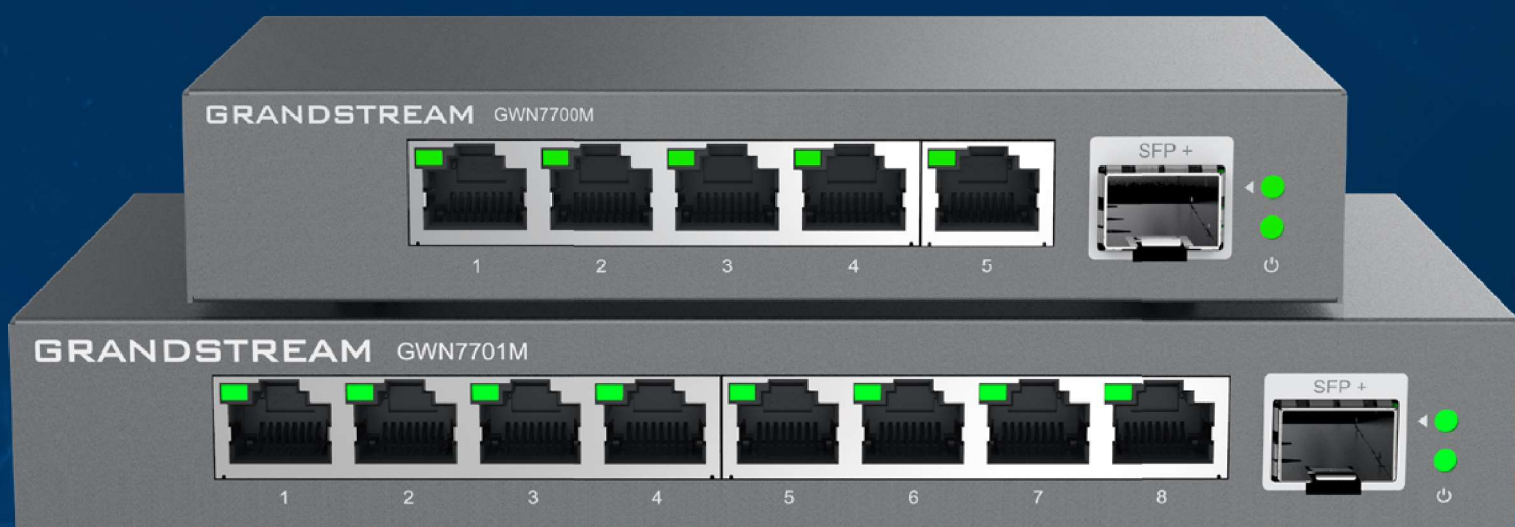 GRANDSTREAM GWN7700M
SFP +
1 2 3 4 5
GRANDSTREAM GWN7701M
SFP +
1 2 3 4 5 6 7 8